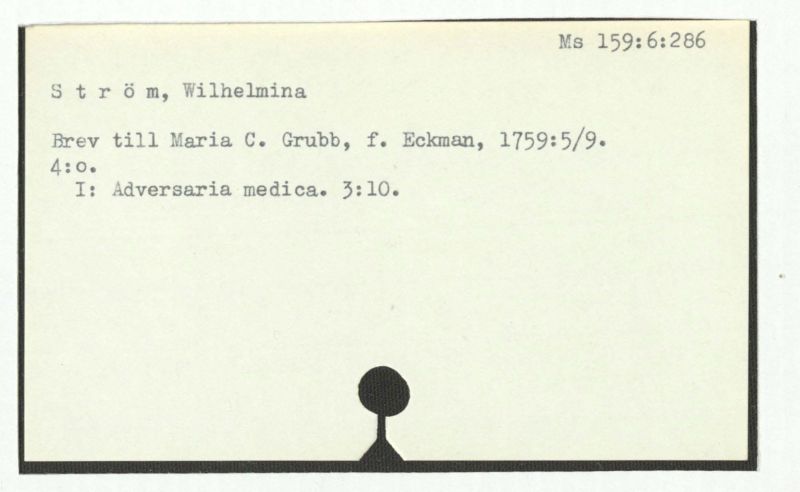 Ms 159:6:286
S t r ö m, Wilhelmina
Brev till Maria C. Grubb, f. Eckman, 1759:5/9.
4:o.
I: Adversaria medica. 3:10.